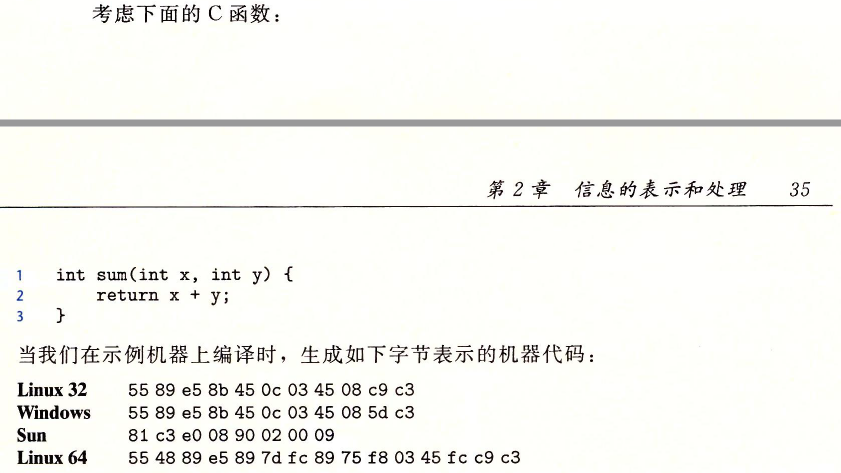 考虑下面的 C 函数：
第 2 章 信息的表示和处理 35
1 int sum(int x, int y) {
2 return x + y;
3 }
当我们在示例机器上编译时，生成如下字节表示的机器代码：
Linux 32 55 89 e5 8b 45 0c 03 45 08 c9 c3
Windows 55 89 e5 8b 45 0c 03 45 08 5d c3
Sun 81 c3 e0 08 90 02 00 09
Linux 64 55 48 89 e5 89 7d fc 89 75 f8 03 45 fc c9 c3